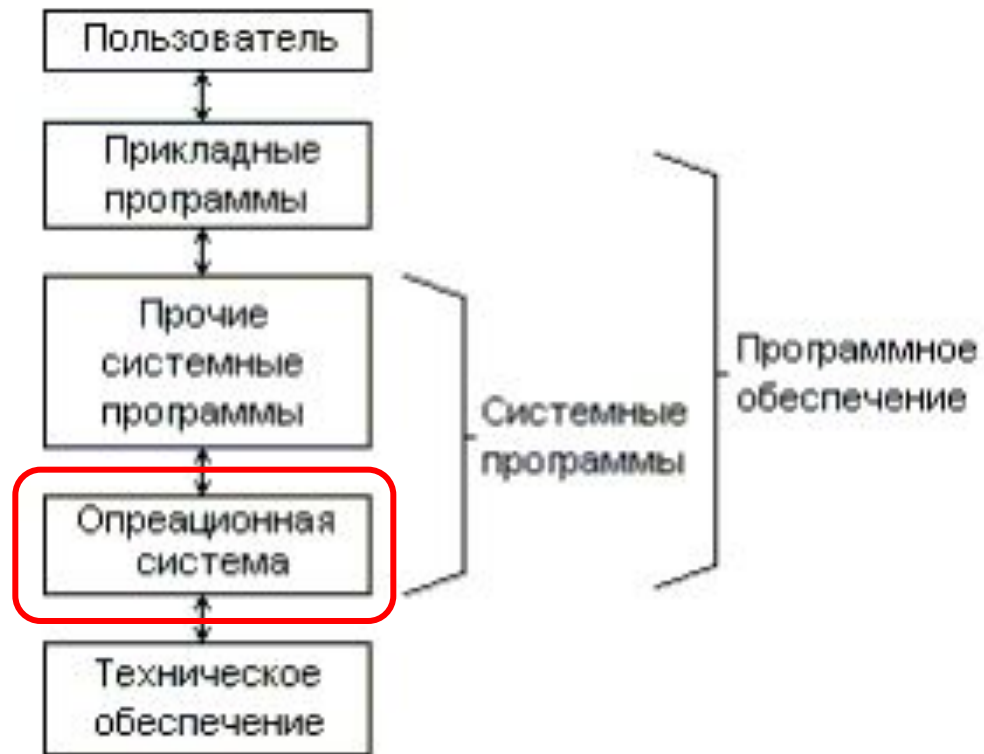 Пользователь
Прикладные
программы
Прочие
системные
программы
Опреационная
система
Техническое
обеспечение
Системные
программы
Программное
обеспечение